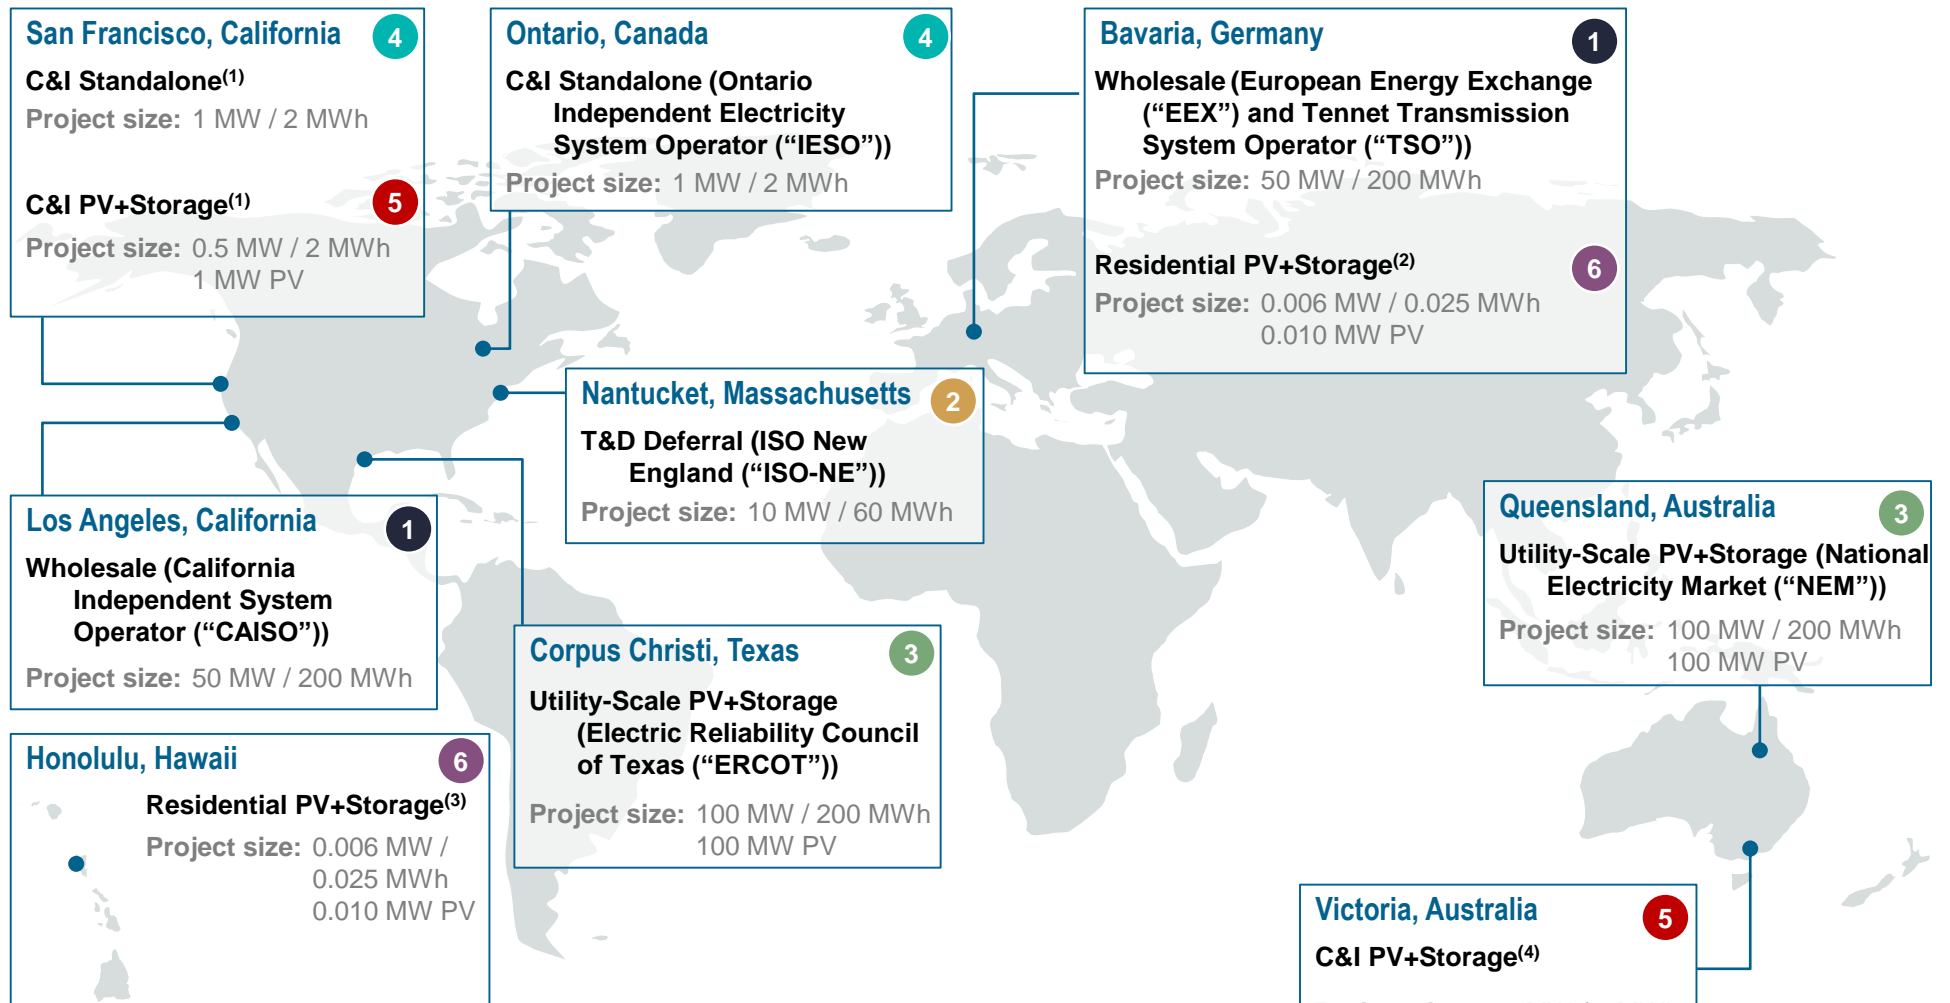 San Francisco, California 4
C&I Standalone(1)
Project size: 1 MW / 2 MWh
C&I PV+Storage(1) 5
Project size: 0.5 MW / 2 MWh
1 MW PV
Ontario, Canada 4
C&I Standalone (Ontario
Independent Electricity
System Operator (“IESO”))
Project size: 1 MW / 2 MWh
Bavaria, Germany 1
Wholesale (European Energy Exchange
(“EEX”) and Tennet Transmission
System Operator (“TSO”))
Project size: 50 MW / 200 MWh
Residential PV+Storage(2) 6
Project size: 0.006 MW / 0.025 MWh
0.010 MW PV
Nantucket, Massachusetts 2
T&D Deferral (ISO New
England (“ISO-NE”))
Project size: 10 MW / 60 MWh
Los Angeles, California 1
Wholesale (California
Independent System
Operator (“CAISO”))
Project size: 50 MW / 200 MWh
Corpus Christi, Texas 3
Utility-Scale PV+Storage
(Electric Reliability Council
of Texas (“ERCOT”))
Project size: 100 MW / 200 MWh
100 MW PV
Queensland, Australia 3
Utility-Scale PV+Storage (National
Electricity Market (“NEM”))
Project size: 100 MW / 200 MWh
100 MW PV
Honolulu, Hawaii 6
Residential PV+Storage(3)
Project size: 0.006 MW /
0.025 MWh
0.010 MW PV
Victoria, Australia 5
C&I PV+Storage(4)